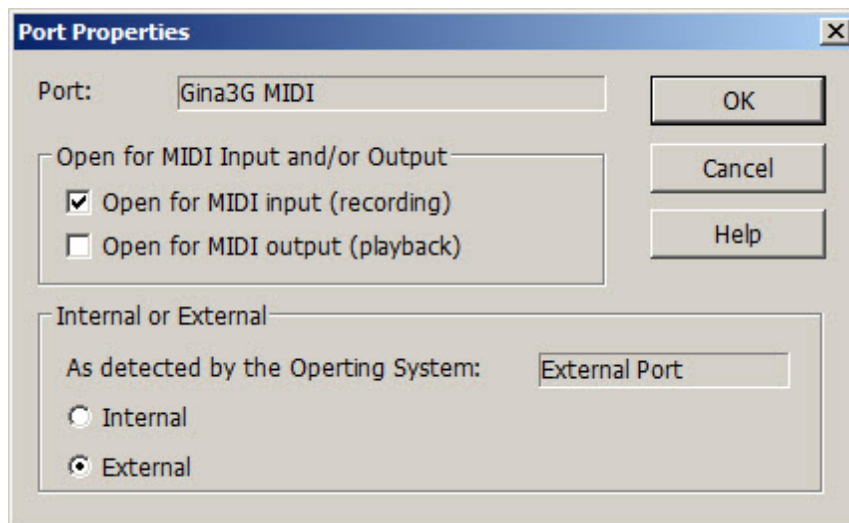 Port Properties
Port: Gina3G MIDI
OK
Open for MIDI Input and/or Output
Cancel
Open for MIDI input (recording)
Open for MIDI output (playback)
Help
Internal or External
As detected by the Operting System: External Port
Internal
External